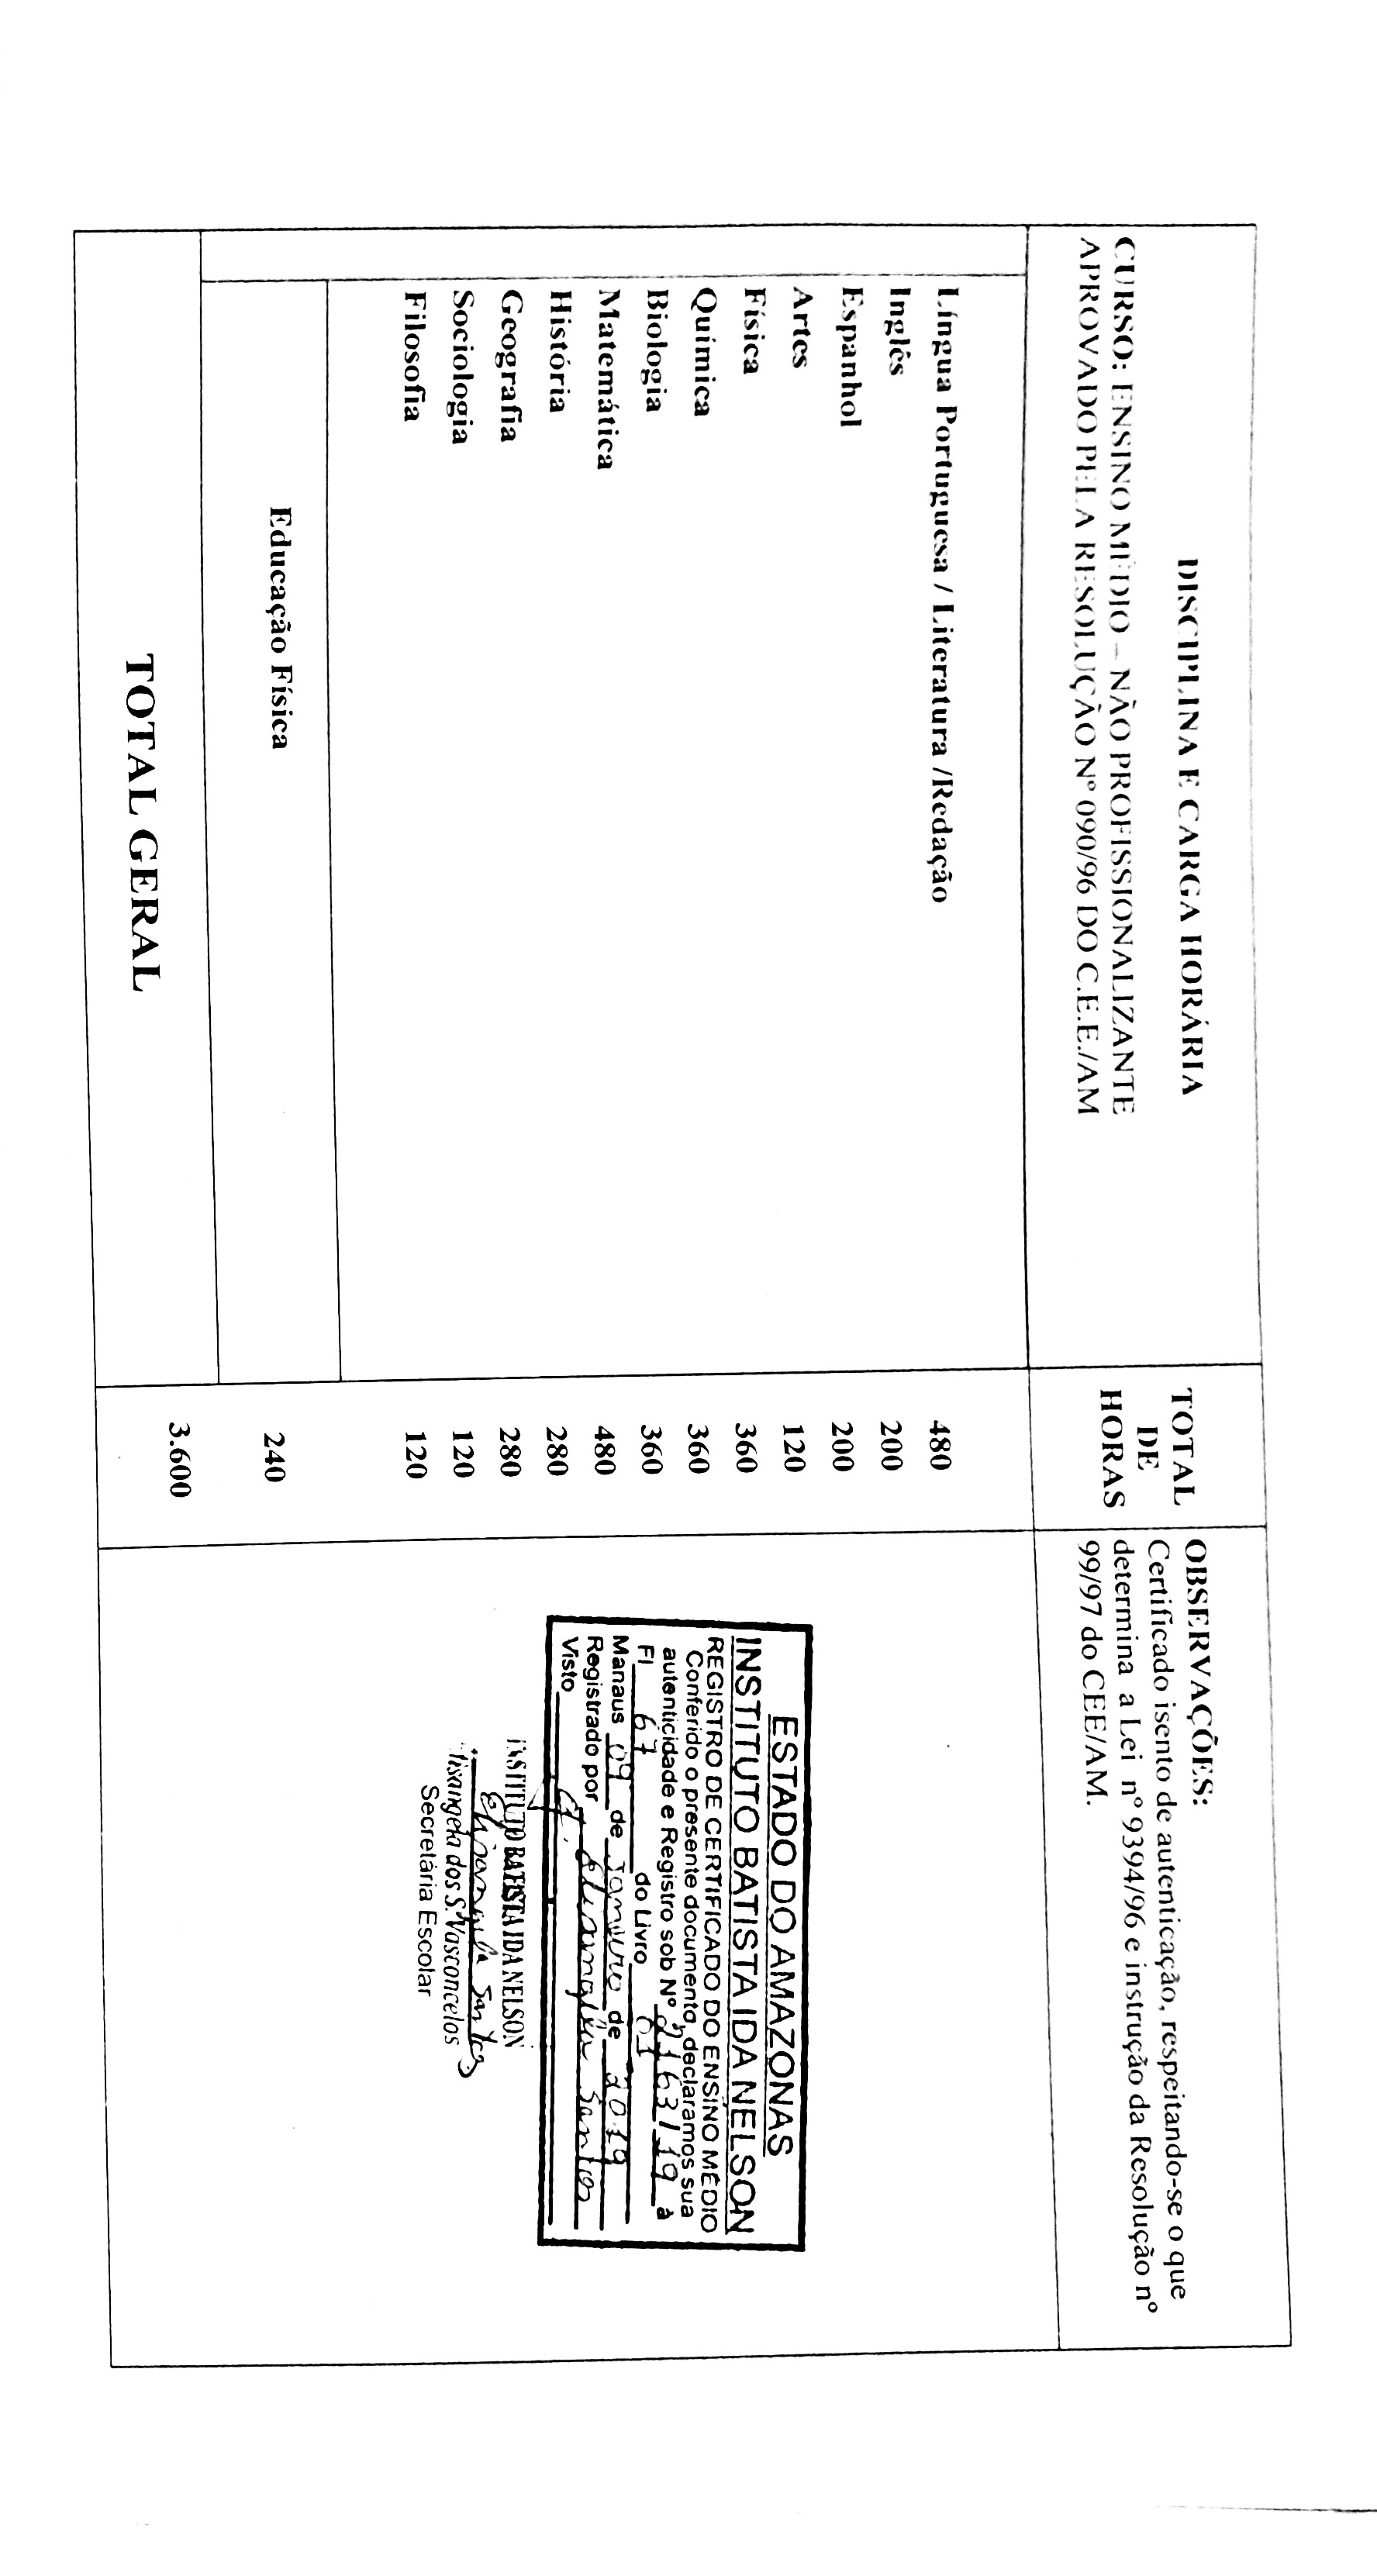 DISCIPLINA E CARGA HORÁRIA
CURSO: ENSINO MÉDIO – NÃO PROFISSIONALIZANTE
APROVADO PELA RESOLUÇÃO Nº 090/96 DO C.E.E./AM
TOTAL
DE
HORAS
OBSERVAÇÕES:
Certificado isento de autenticação, respeitando-se o que
determina a Lei nº 9394/96 e instrução da Resolução nº
99/97 do CEE/AM.
Língua Portuguesa / Literatura /Redação 480
Inglês 200
Espanhol 200
Artes 120
Física 360
Química 360
Biologia 360
Matemática 480
História 280
Geografia 280
Sociologia 120
Filosofia 120
Educação Física 240
TOTAL GERAL 3.600
ESTADO DO AMAZONAS
INSTITUTO BATISTA IDA NELSON
REGISTRO DE CERTIFICADO DO ENSINO MÉDIO
Conferido o presente documento, declaramos sua
autenticidade e Registro sob Nº 2163/19 à
Fl 67 do Livro 01
Manaus 09 de Janeiro de 2019
Registrado por Elisangela Santos
Visto
INSTITUTO BATISTA IDA NELSON
Elisangela Santos
lisangela dos S. Vasconcelos
Secretária Escolar